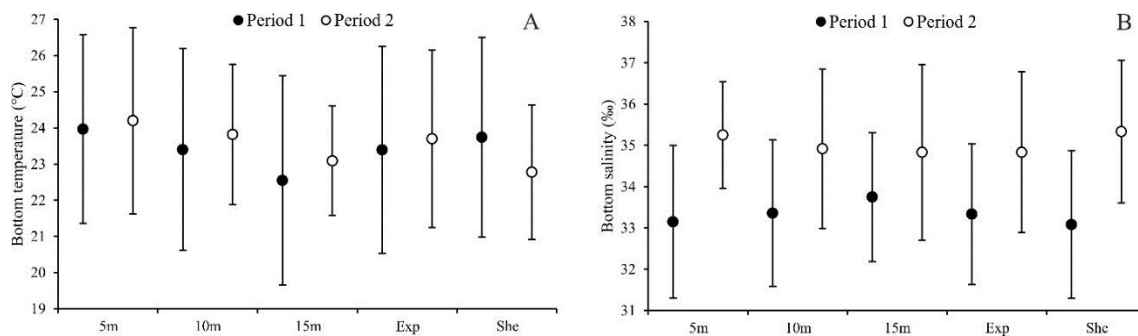 Period 1 Period 2
A
27
26
25
24
23
22
21
20
19
Bottom temperature (°C)
5m 10m 15m Exp She
Period 1 Period 2
B
38
37
36
35
34
33
32
31
Bottom salinity (‰)
5m 10m 15m Exp She